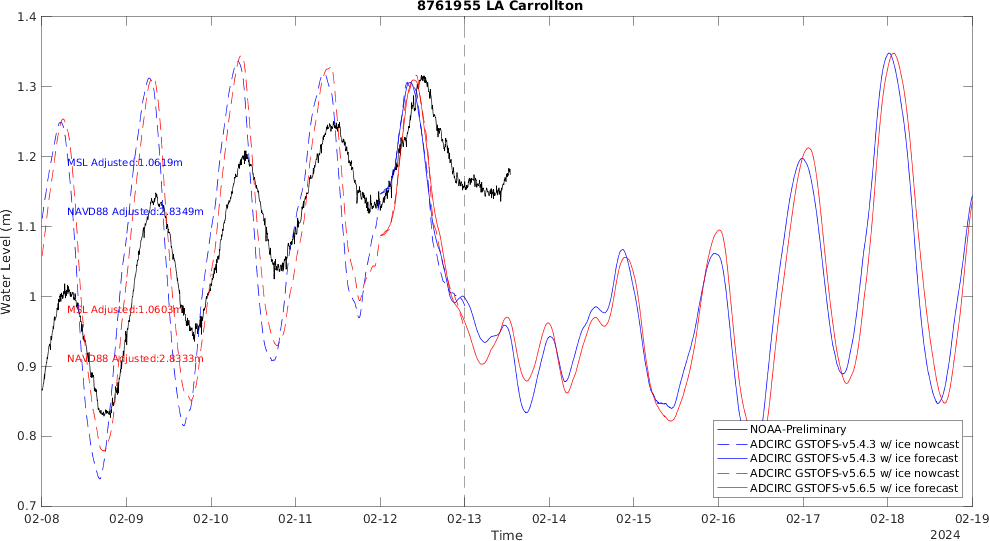 8761955 LA Carrollton
1.4
1.3
1.2
1.1
1
0.9
0.8
0.7
Water Level (m)
MSL Adjusted:1.0619m
NAVD88 Adjusted:2.8349m
MSL Adjusted:1.0603m
NAVD88 Adjusted:2.8333m
NOAA-Preliminary
ADCIRC GSTOFS-v5.4.3 w/ ice nowcast
ADCIRC GSTOFS-v5.4.3 w/ ice forecast
ADCIRC GSTOFS-v5.6.5 w/ ice nowcast
ADCIRC GSTOFS-v5.6.5 w/ ice forecast
02-08 02-09 02-10 02-11 02-12 02-13 02-14 02-15 02-16 02-17 02-18 02-19
Time
2024